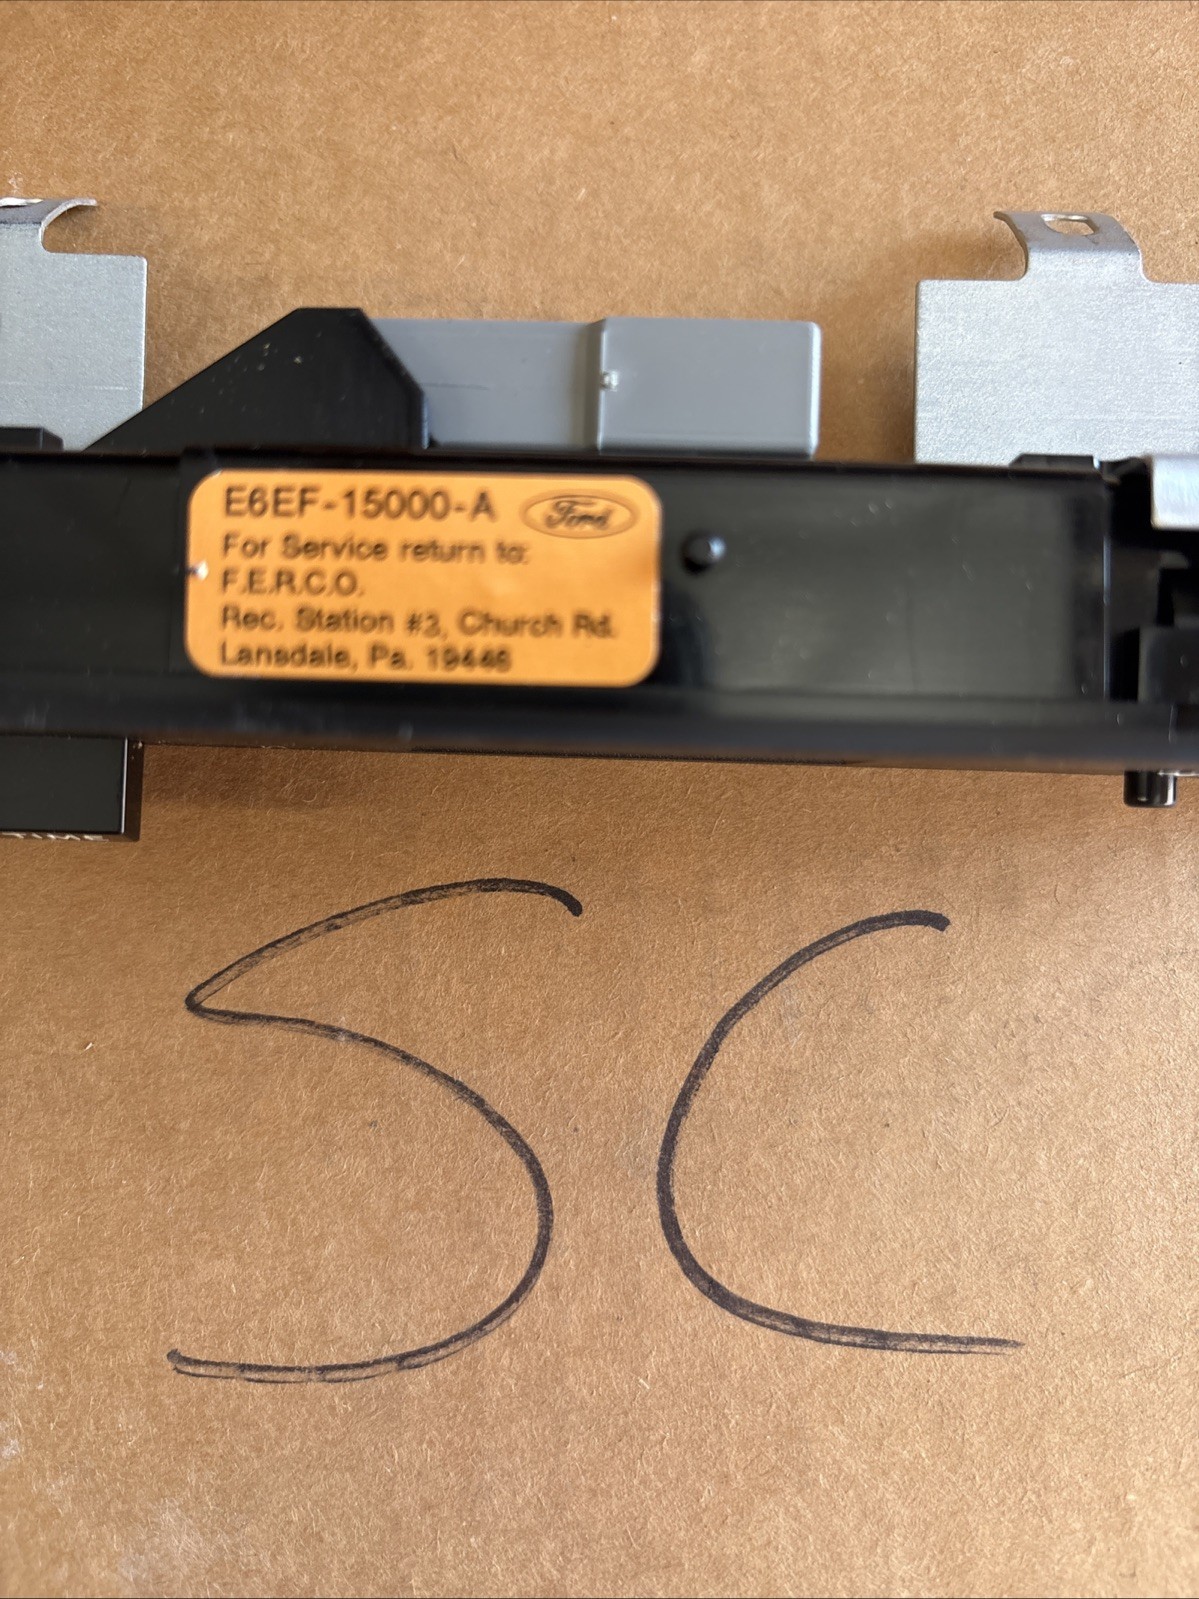 E6EF-15000-A Ford
For Service return to:
F.E.R.C.O.
Rec. Station #3, Church Rd.
Lansdale, Pa. 19446
SC